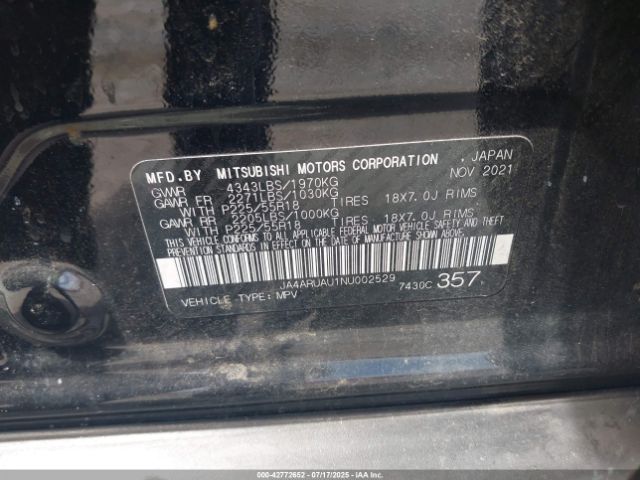 MFD.BY MITSUBISHI MOTORS CORPORATION , JAPAN
GVWR 4343LBS/1970KG NOV 2021
GAWR FR 2271LBS/1030KG
WITH P225/55R18 TIRES 18X7.0J RIMS
GAWR RR 2205LBS/1000KG
WITH P225/55R18 TIRES 18X7.0J RIMS
THIS VEHICLE CONFORMS TO ALL APPLICABLE FEDERAL MOTOR
VEHICLE SAFETY, BUMPER, AND THEFT
PREVENTION STANDARDS IN EFFECT ON THE DATE OF MANUFACTURE SHOWN ABOVE.
JA4ARUAU1NU002529 7430C 357
VEHICLE TYPE: MPV
000-42772652 - 07/17/2025 - COPYRIGHT IAA, LLC